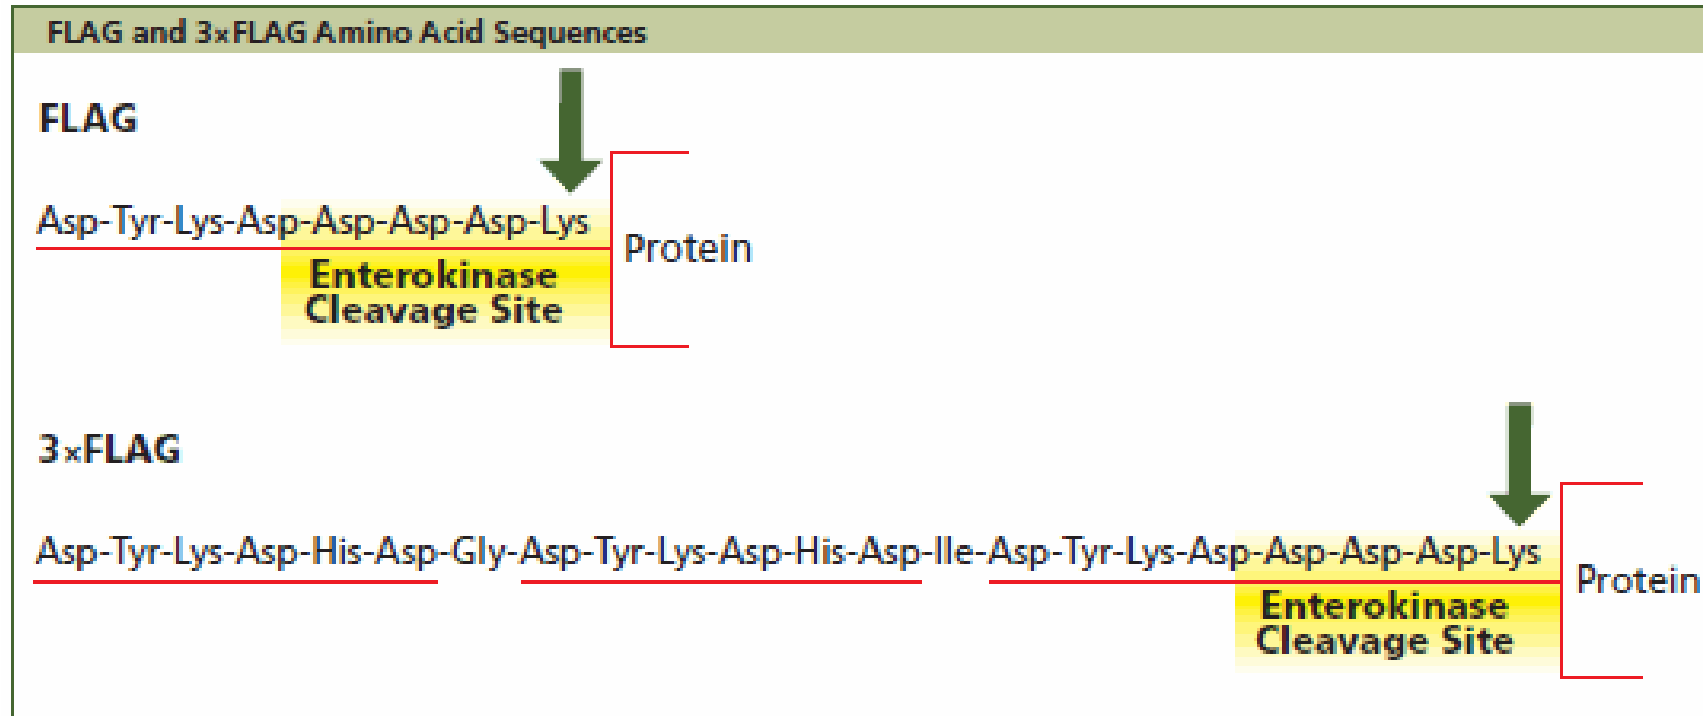 FLAG and 3xFLAG Amino Acid Sequences
FLAG
Asp-Tyr-Lys-Asp-Asp-Asp-Asp-Lys
Protein
Enterokinase
Cleavage Site
3xFLAG
Asp-Tyr-Lys-Asp-His-Asp-Gly-Asp-Tyr-Lys-Asp-His-Asp-Ile-Asp-Tyr-Lys-Asp-Asp-Asp-Asp-Lys
Protein
Enterokinase
Cleavage Site